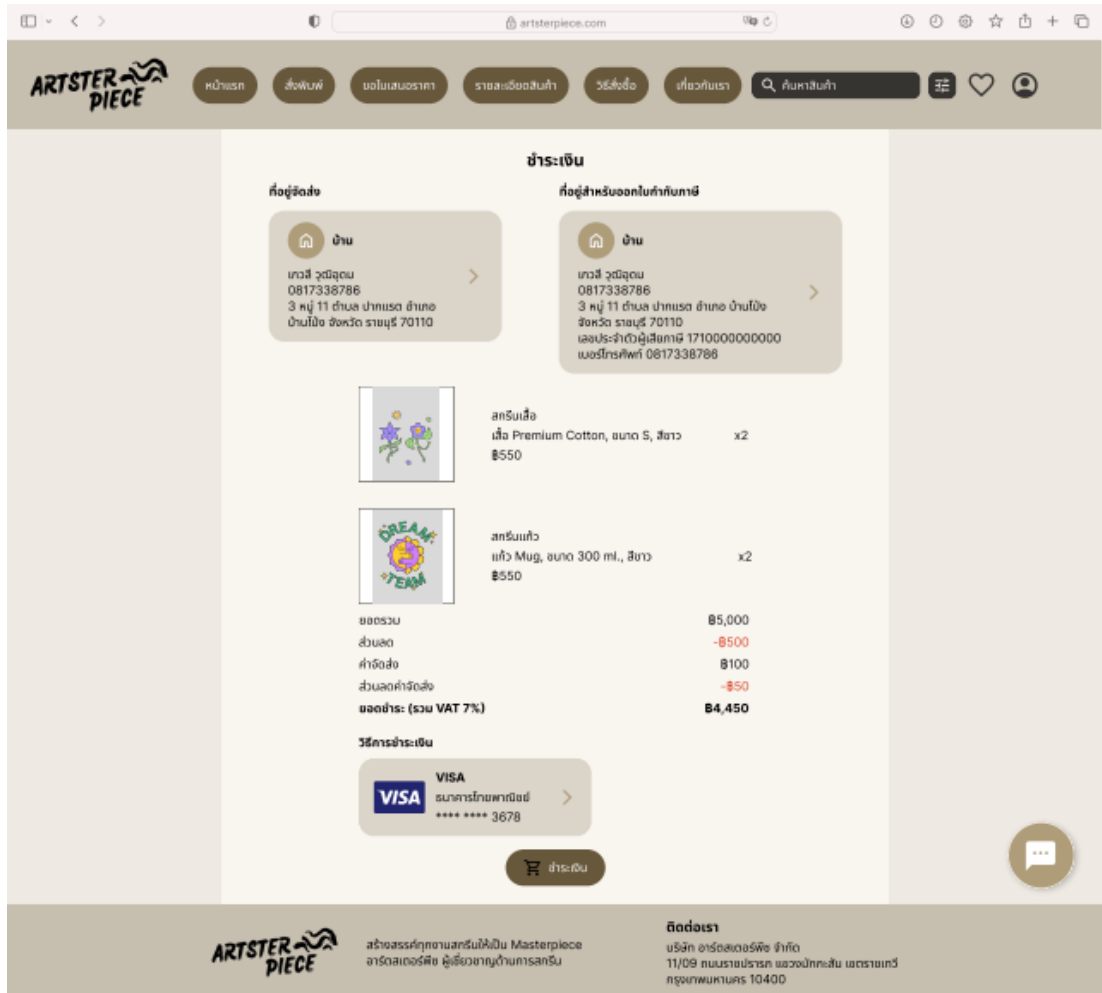 artsterpiece.com
ARTSTER
PIECE
หน้าแรก
สั่งพิมพ์
ขอใบเสนอราคา
รายละเอียดสินค้า
วิธีสั่งซื้อ
เกี่ยวกับเรา
ค้นหาสินค้า
ชำระเงิน
ที่อยู่จัดส่ง
บ้าน
เกวลี วุฒิอุดม
0817338786
3 หมู่ 11 ตำบล ปากแรต อำเภอ
บ้านโป่ง จังหวัด ราชบุรี 70110
ที่อยู่สำหรับออกใบกำกับภาษี
บ้าน
เกวลี วุฒิอุดม
0817338786
3 หมู่ 11 ตำบล ปากแรต อำเภอ บ้านโป่ง
จังหวัด ราชบุรี 70110
เลขประจำตัวผู้เสียภาษี 1710000000000
เบอร์โทรศัพท์ 0817338786
สกรีนเสื้อ
เสื้อ Premium Cotton, ขนาด S, สีขาว x2
฿550
DREAM
TEAM
สกรีนแก้ว
แก้ว Mug, ขนาด 300 ml., สีขาว x2
฿550
ยอดรวม ฿5,000
ส่วนลด -฿500
ค่าจัดส่ง ฿100
ส่วนลดค่าจัดส่ง -฿50
ยอดชำระ (รวม VAT 7%) ฿4,450
วิธีการชำระเงิน
VISA
VISA
ธนาคารไทยพาณิชย์
**** **** 3678
ชำระเงิน
ARTSTER
PIECE
สร้างสรรค์ทุกงานสกรีนให้เป็น Masterpiece
อาร์ตสเตอร์พีช ผู้เชี่ยวชาญด้านการสกรีน
ติดต่อเรา
บริษัท อาร์ตสเตอร์พีช จำกัด
11/09 ถนนราชปรารภ แขวงมักกะสัน เขตราชเทวี
กรุงเทพมหานคร 10400